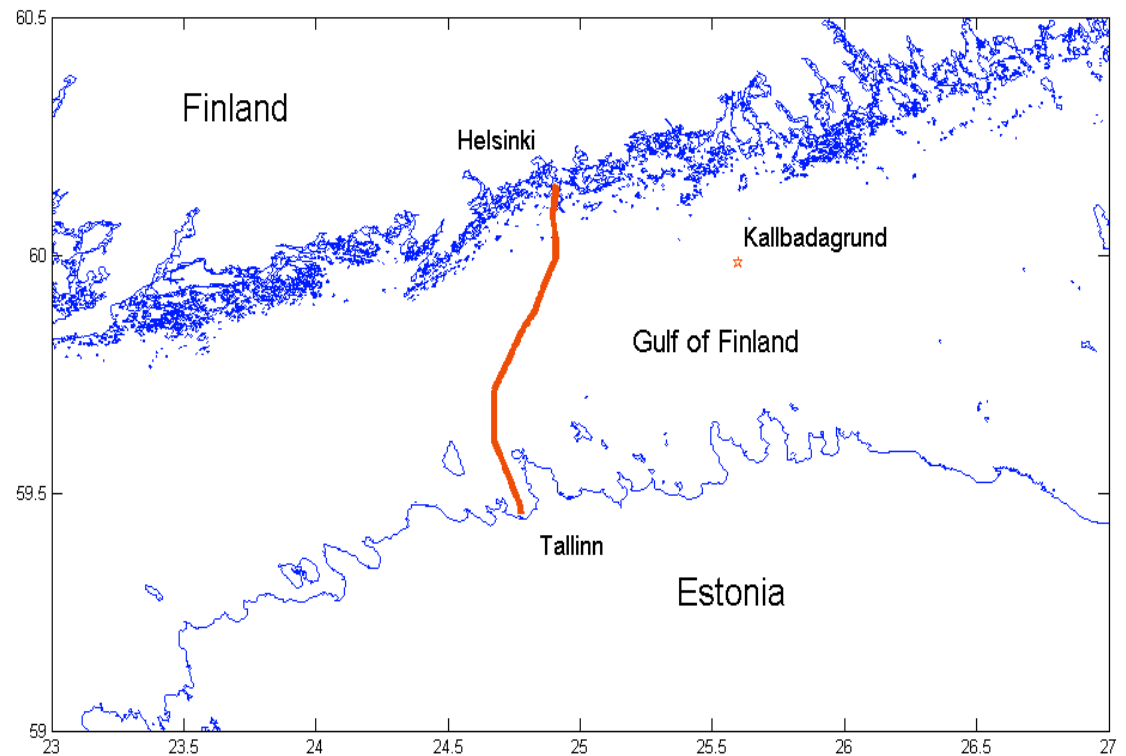 60.5
Finland
Helsinki
Kallbadagrund
60
Gulf of Finland
59.5
Tallinn
Estonia
59
23
23.5
24
24.5
25
25.5
26
26.5
27